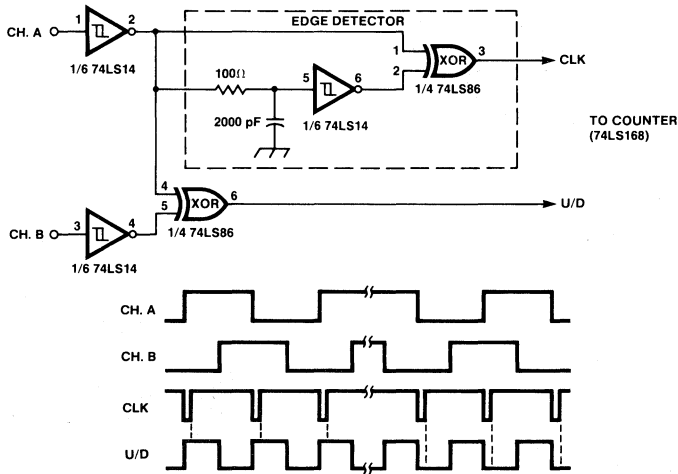 EDGE DETECTOR
CH. A
1
2
1/6 74LS14
1
2
XOR
3
CLK
1/4 74LS86
100Ω
5
6
1/6 74LS14
2000 pF
TO COUNTER
(74LS168)
4
5
XOR
6
U/D
1/4 74LS86
CH. B
3
4
1/6 74LS14
CH. A
CH. B
CLK
U/D